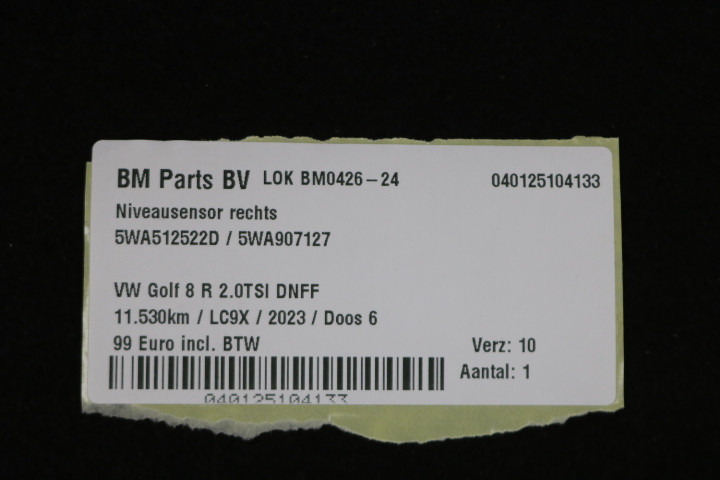 BM Parts BV LOK BM0426-24 040125104133
Niveausensor rechts
5WA512522D / 5WA907127
VW Golf 8 R 2.0TSI DNFF
11.530km / LC9X / 2023 / Doos 6
99 Euro incl. BTW Verz: 10
Aantal: 1
040125104133